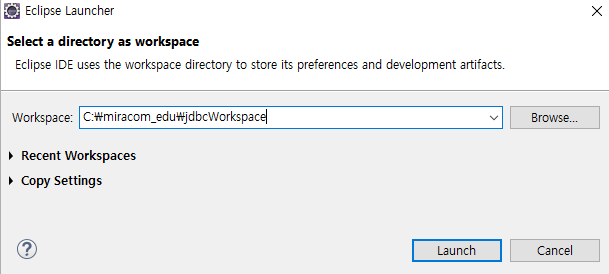 Eclipse Launcher
Select a directory as workspace
Eclipse IDE uses the workspace directory to store its preferences and development artifacts.
Workspace: C:₩miracom_edu₩jdbcWorkspace Browse...
Recent Workspaces
Copy Settings
? Launch Cancel